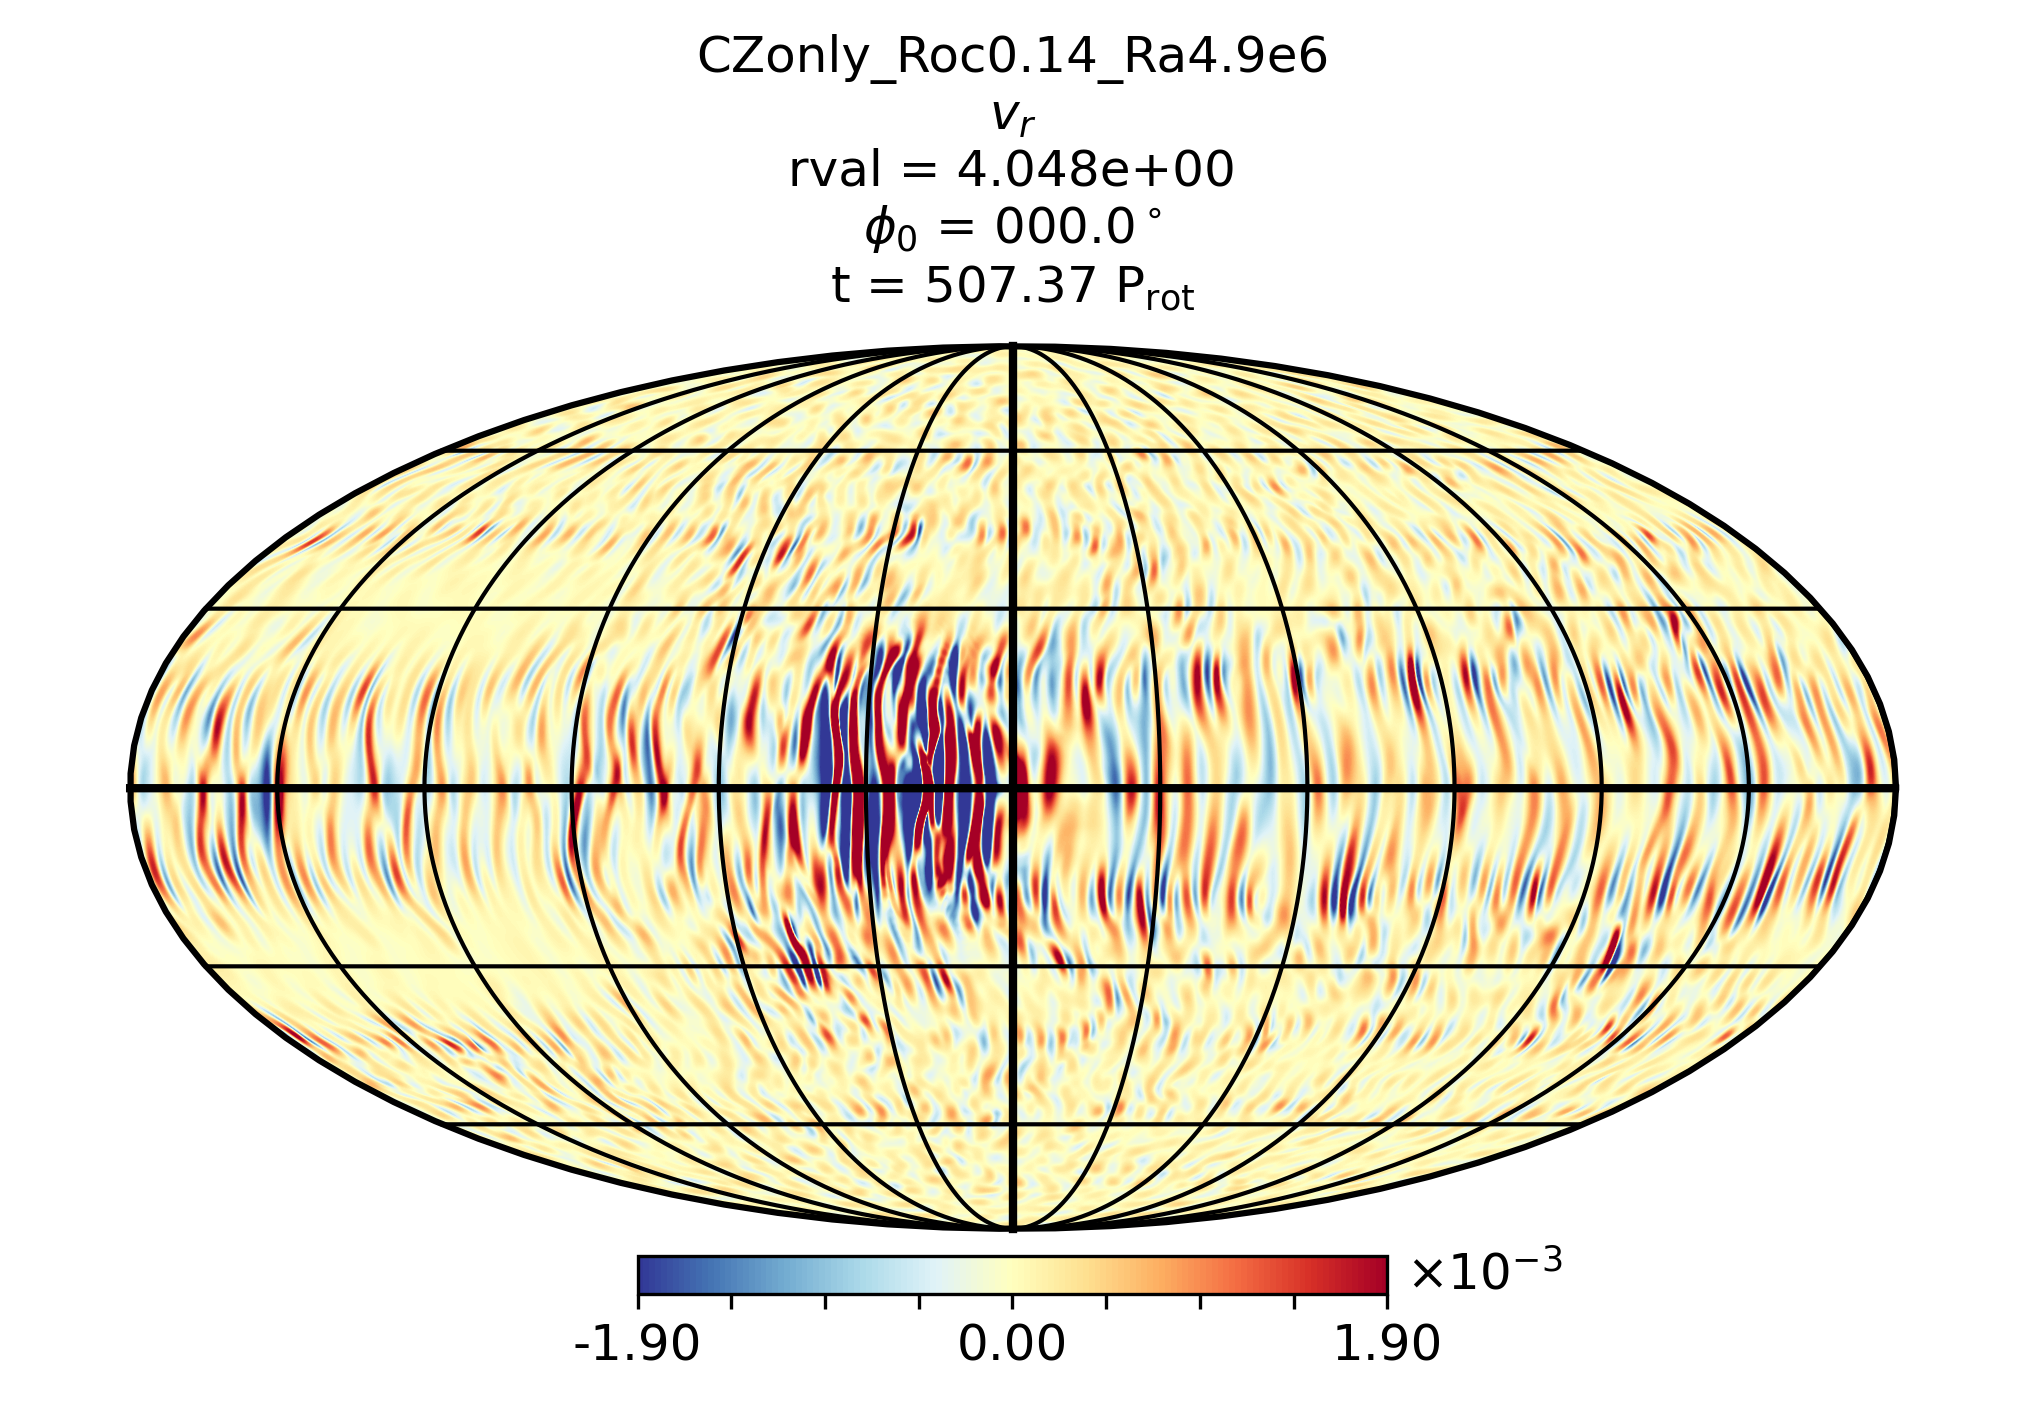 CZonly_Roc0.14_Ra4.9e6
v_r
rval = 4.048e+00
ϕ₀ = 000.0°
t = 507.37 P_rot
×10⁻³
-1.90 0.00 1.90